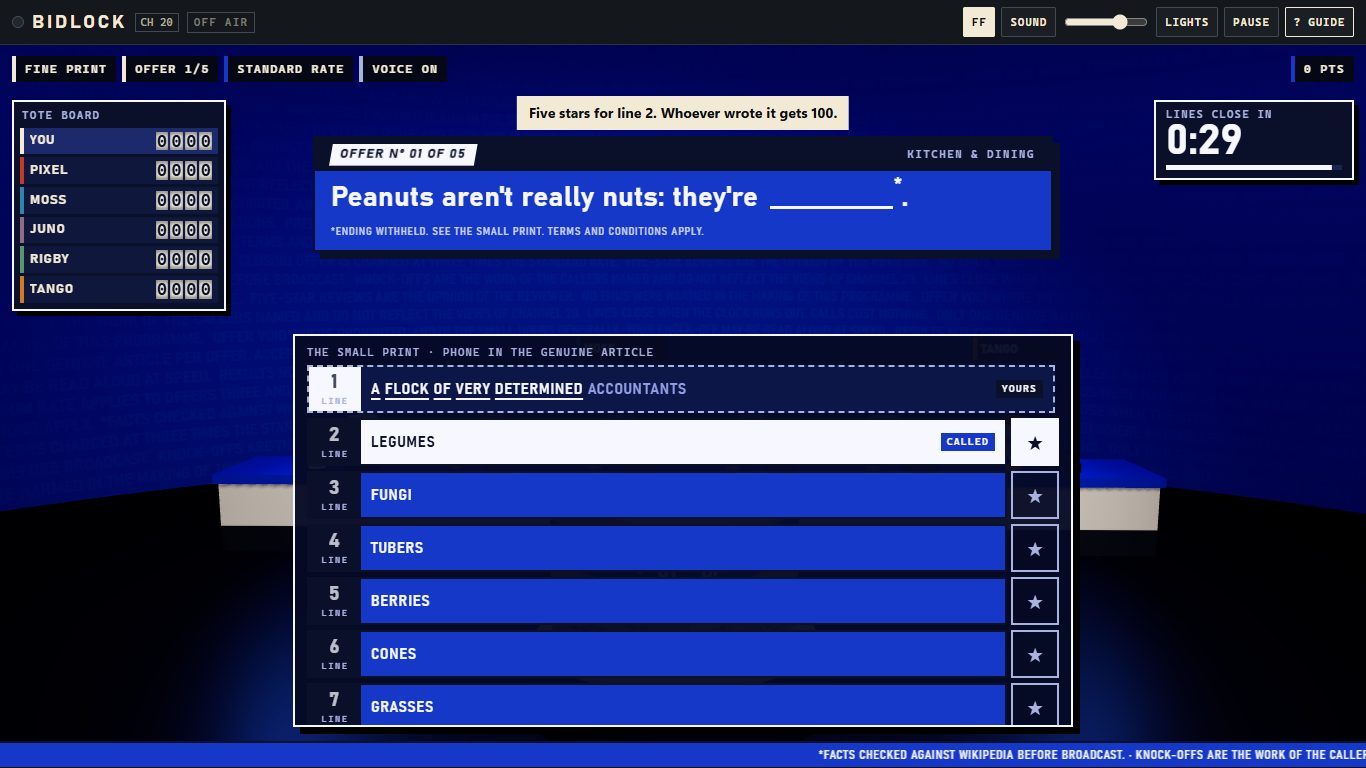 BIDLOCK CH 20 OFF AIR FF SOUND LIGHTS PAUSE ? GUIDE
FINE PRINT OFFER 1/5 STANDARD RATE VOICE ON 0 PTS
TOTE BOARD
YOU 0000
PIXEL 0000
MOSS 0000
JUNO 0000
RIGBY 0000
TANGO 0000
Five stars for line 2. Whoever wrote it gets 100.
LINES CLOSE IN
0:29
OFFER Nº 01 OF 05 KITCHEN & DINING
Peanuts aren't really nuts: they're ________*.
*ENDING WITHHELD. SEE THE SMALL PRINT. TERMS AND CONDITIONS APPLY.
THE SMALL PRINT · PHONE IN THE GENUINE ARTICLE
1 LINE A FLOCK OF VERY DETERMINED ACCOUNTANTS YOURS
2 LINE LEGUMES CALLED ★
3 LINE FUNGI ★
4 LINE TUBERS ★
5 LINE BERRIES ★
6 LINE CONES ★
7 LINE GRASSES ★
*FACTS CHECKED AGAINST WIKIPEDIA BEFORE BROADCAST. · KNOCK-OFFS ARE THE WORK OF THE CALLER